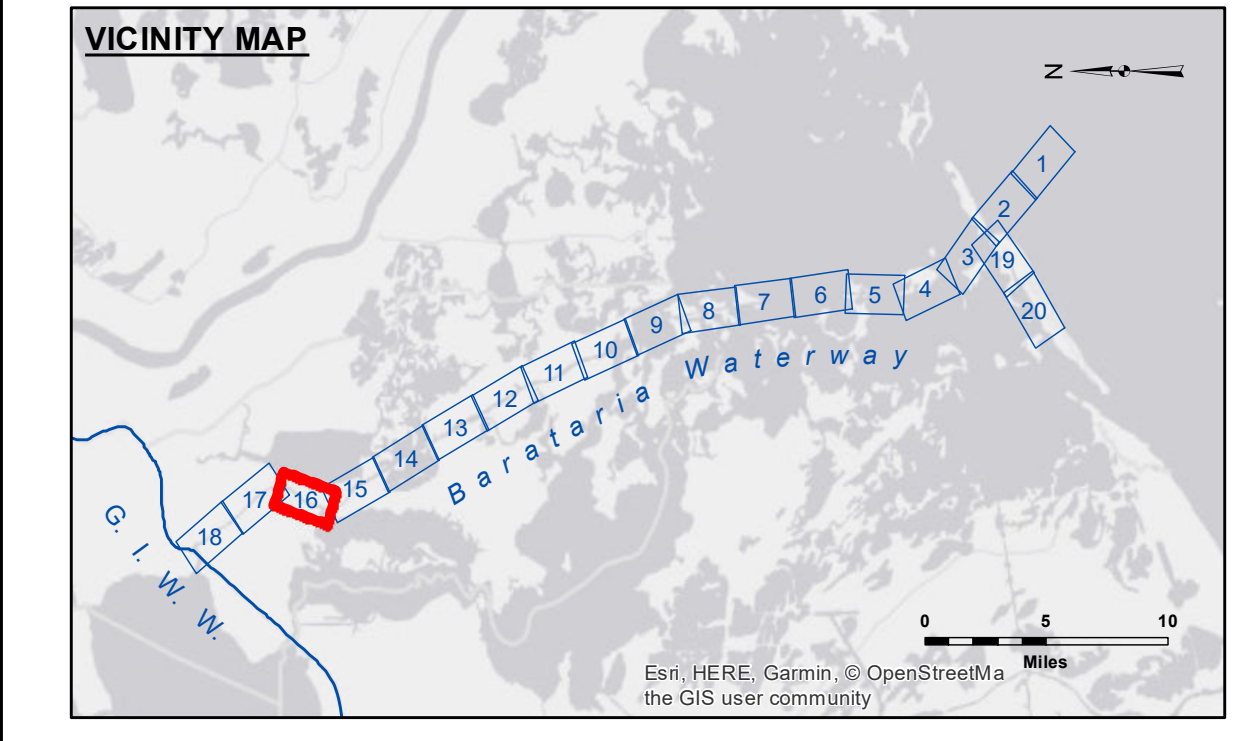 VICINITY MAP
N
1
2
3
19
4
20
5
6
7
8
9
10
11
12
13
14
15
16
17
18
Barataria Waterway
G. I. W. W.
0 5 10
Miles
Esri, HERE, Garmin, © OpenStreetMa
the GIS user community